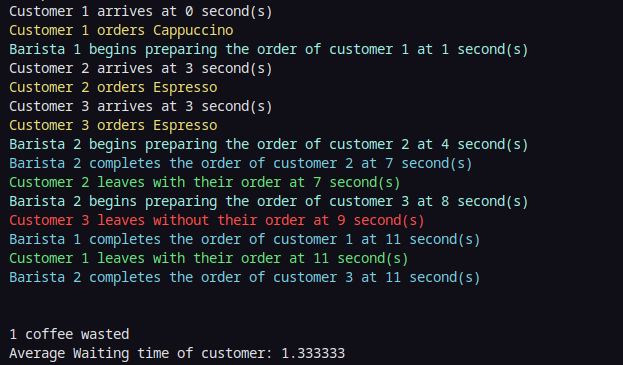 Customer 1 arrives at 0 second(s)
Customer 1 orders Cappuccino
Barista 1 begins preparing the order of customer 1 at 1 second(s)
Customer 2 arrives at 3 second(s)
Customer 2 orders Espresso
Customer 3 arrives at 3 second(s)
Customer 3 orders Espresso
Barista 2 begins preparing the order of customer 2 at 4 second(s)
Barista 2 completes the order of customer 2 at 7 second(s)
Customer 2 leaves with their order at 7 second(s)
Barista 2 begins preparing the order of customer 3 at 8 second(s)
Customer 3 leaves without their order at 9 second(s)
Barista 1 completes the order of customer 1 at 11 second(s)
Customer 1 leaves with their order at 11 second(s)
Barista 2 completes the order of customer 3 at 11 second(s)
1 coffee wasted
Average Waiting time of customer: 1.333333